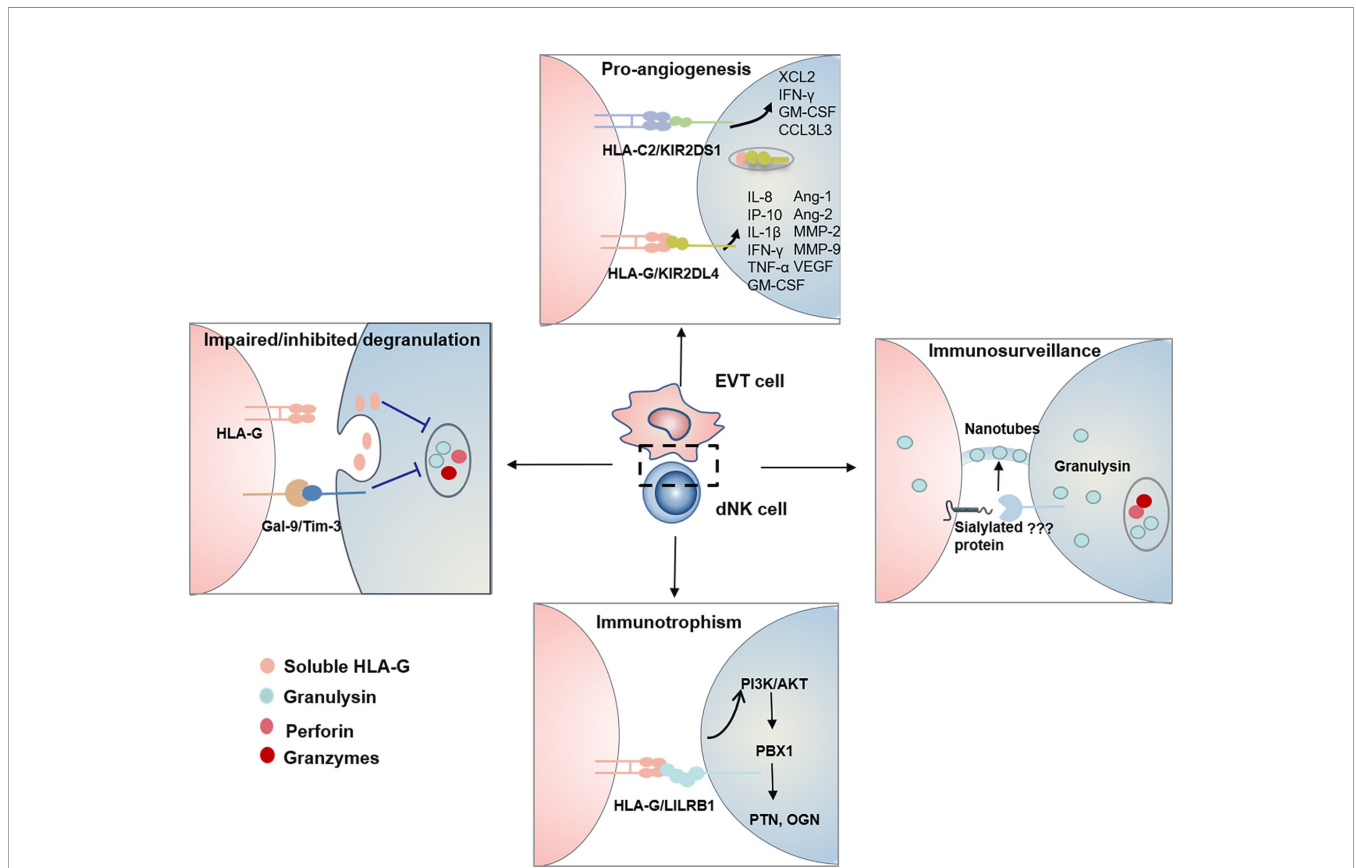 Pro-angiogenesis
XCL2
IFN-γ
GM-CSF
CCL3L3
HLA-C2/KIR2DS1
IL-8 Ang-1
IP-10 Ang-2
IL-1β MMP-2
IFN-γ MMP-9
TNF-α VEGF
GM-CSF
HLA-G/KIR2DL4
Impaired/inhibited degranulation
HLA-G
Gal-9/Tim-3
EVT cell
dNK cell
Immunosurveillance
Nanotubes
Granulysin
Sialylated ???
protein
Immunotrophism
PI3K/AKT
PBX1
HLA-G/LILRB1
PTN, OGN
Soluble HLA-G
Granulysin
Perforin
Granzymes